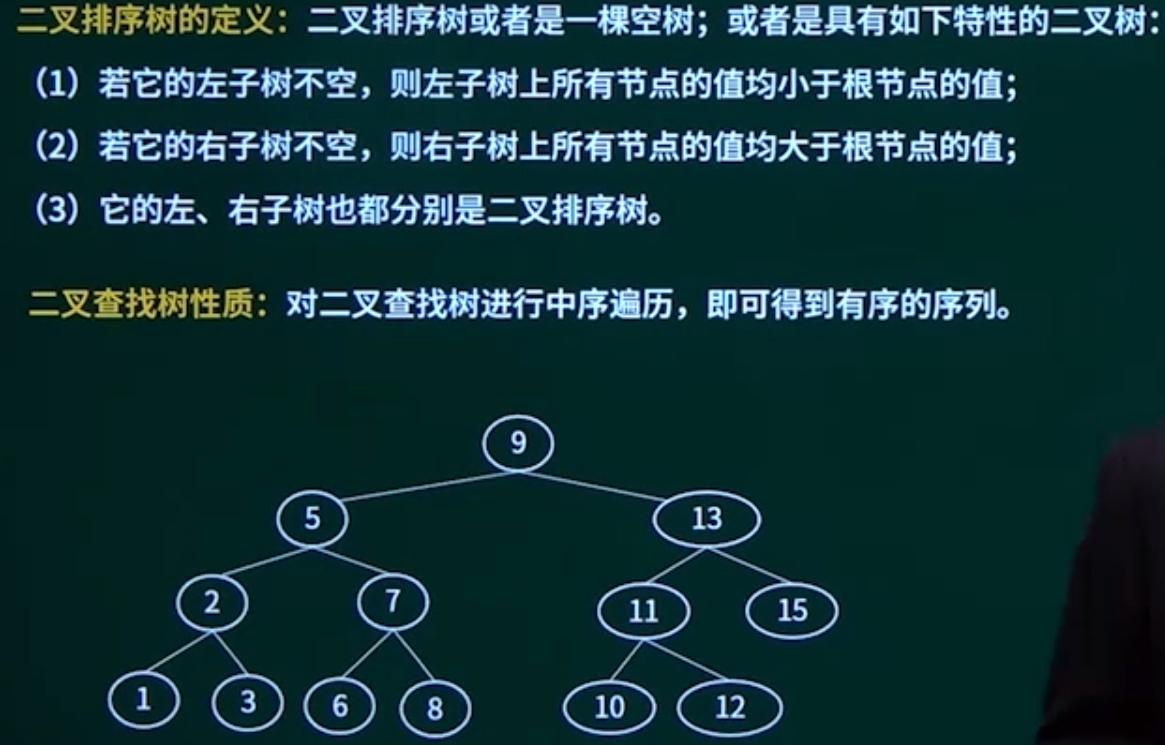 二叉排序树的定义：二叉排序树或者是一棵空树；或者是具有如下特性的二叉树：
（1）若它的左子树不空，则左子树上所有节点的值均小于根节点的值；
（2）若它的右子树不空，则右子树上所有节点的值均大于根节点的值；
（3）它的左、右子树也都分别是二叉排序树。
二叉查找树性质：对二叉查找树进行中序遍历，即可得到有序的序列。
9
5 13
2 7 11 15
1 3 6 8 10 12